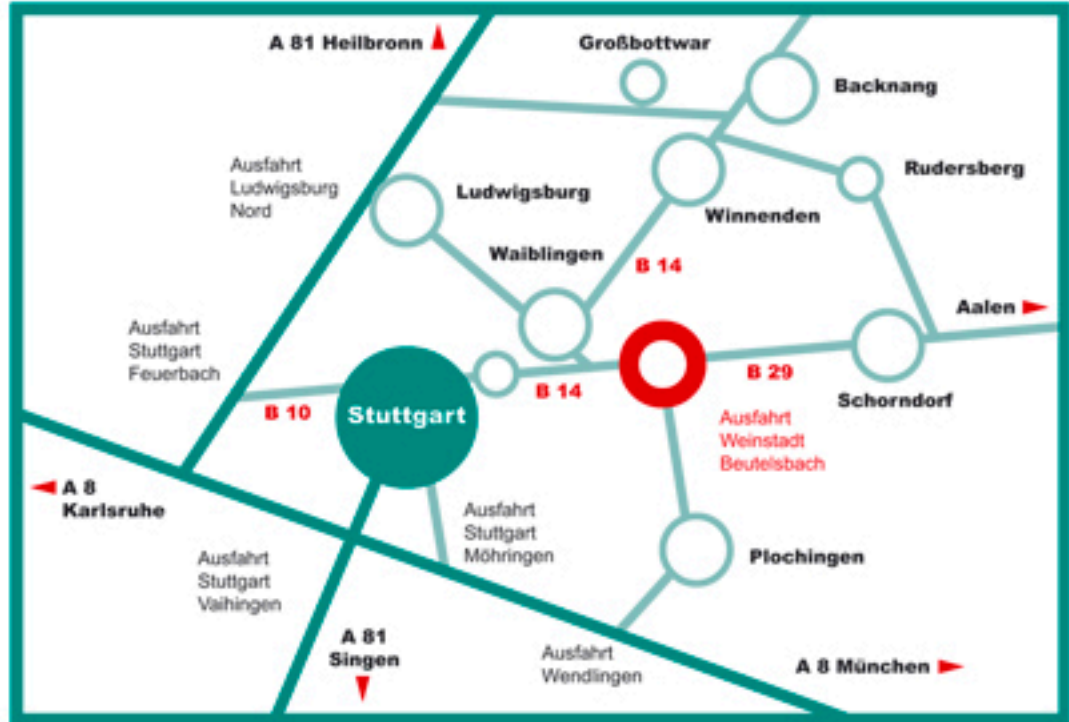 A 81 Heilbronn
Großbottwar
Backnang
Ausfahrt
Ludwigsburg
Nord
Ludwigsburg
Rudersberg
Winnenden
Waiblingen
B 14
Aalen
Ausfahrt
Stuttgart
Feuerbach
B 10
Stuttgart
B 14
B 29
Schorndorf
Ausfahrt
Weinstadt
Beutelsbach
A 8
Karlsruhe
Ausfahrt
Stuttgart
Möhringen
Ausfahrt
Stuttgart
Vaihingen
Plochingen
A 81
Singen
Ausfahrt
Wendlingen
A 8 München